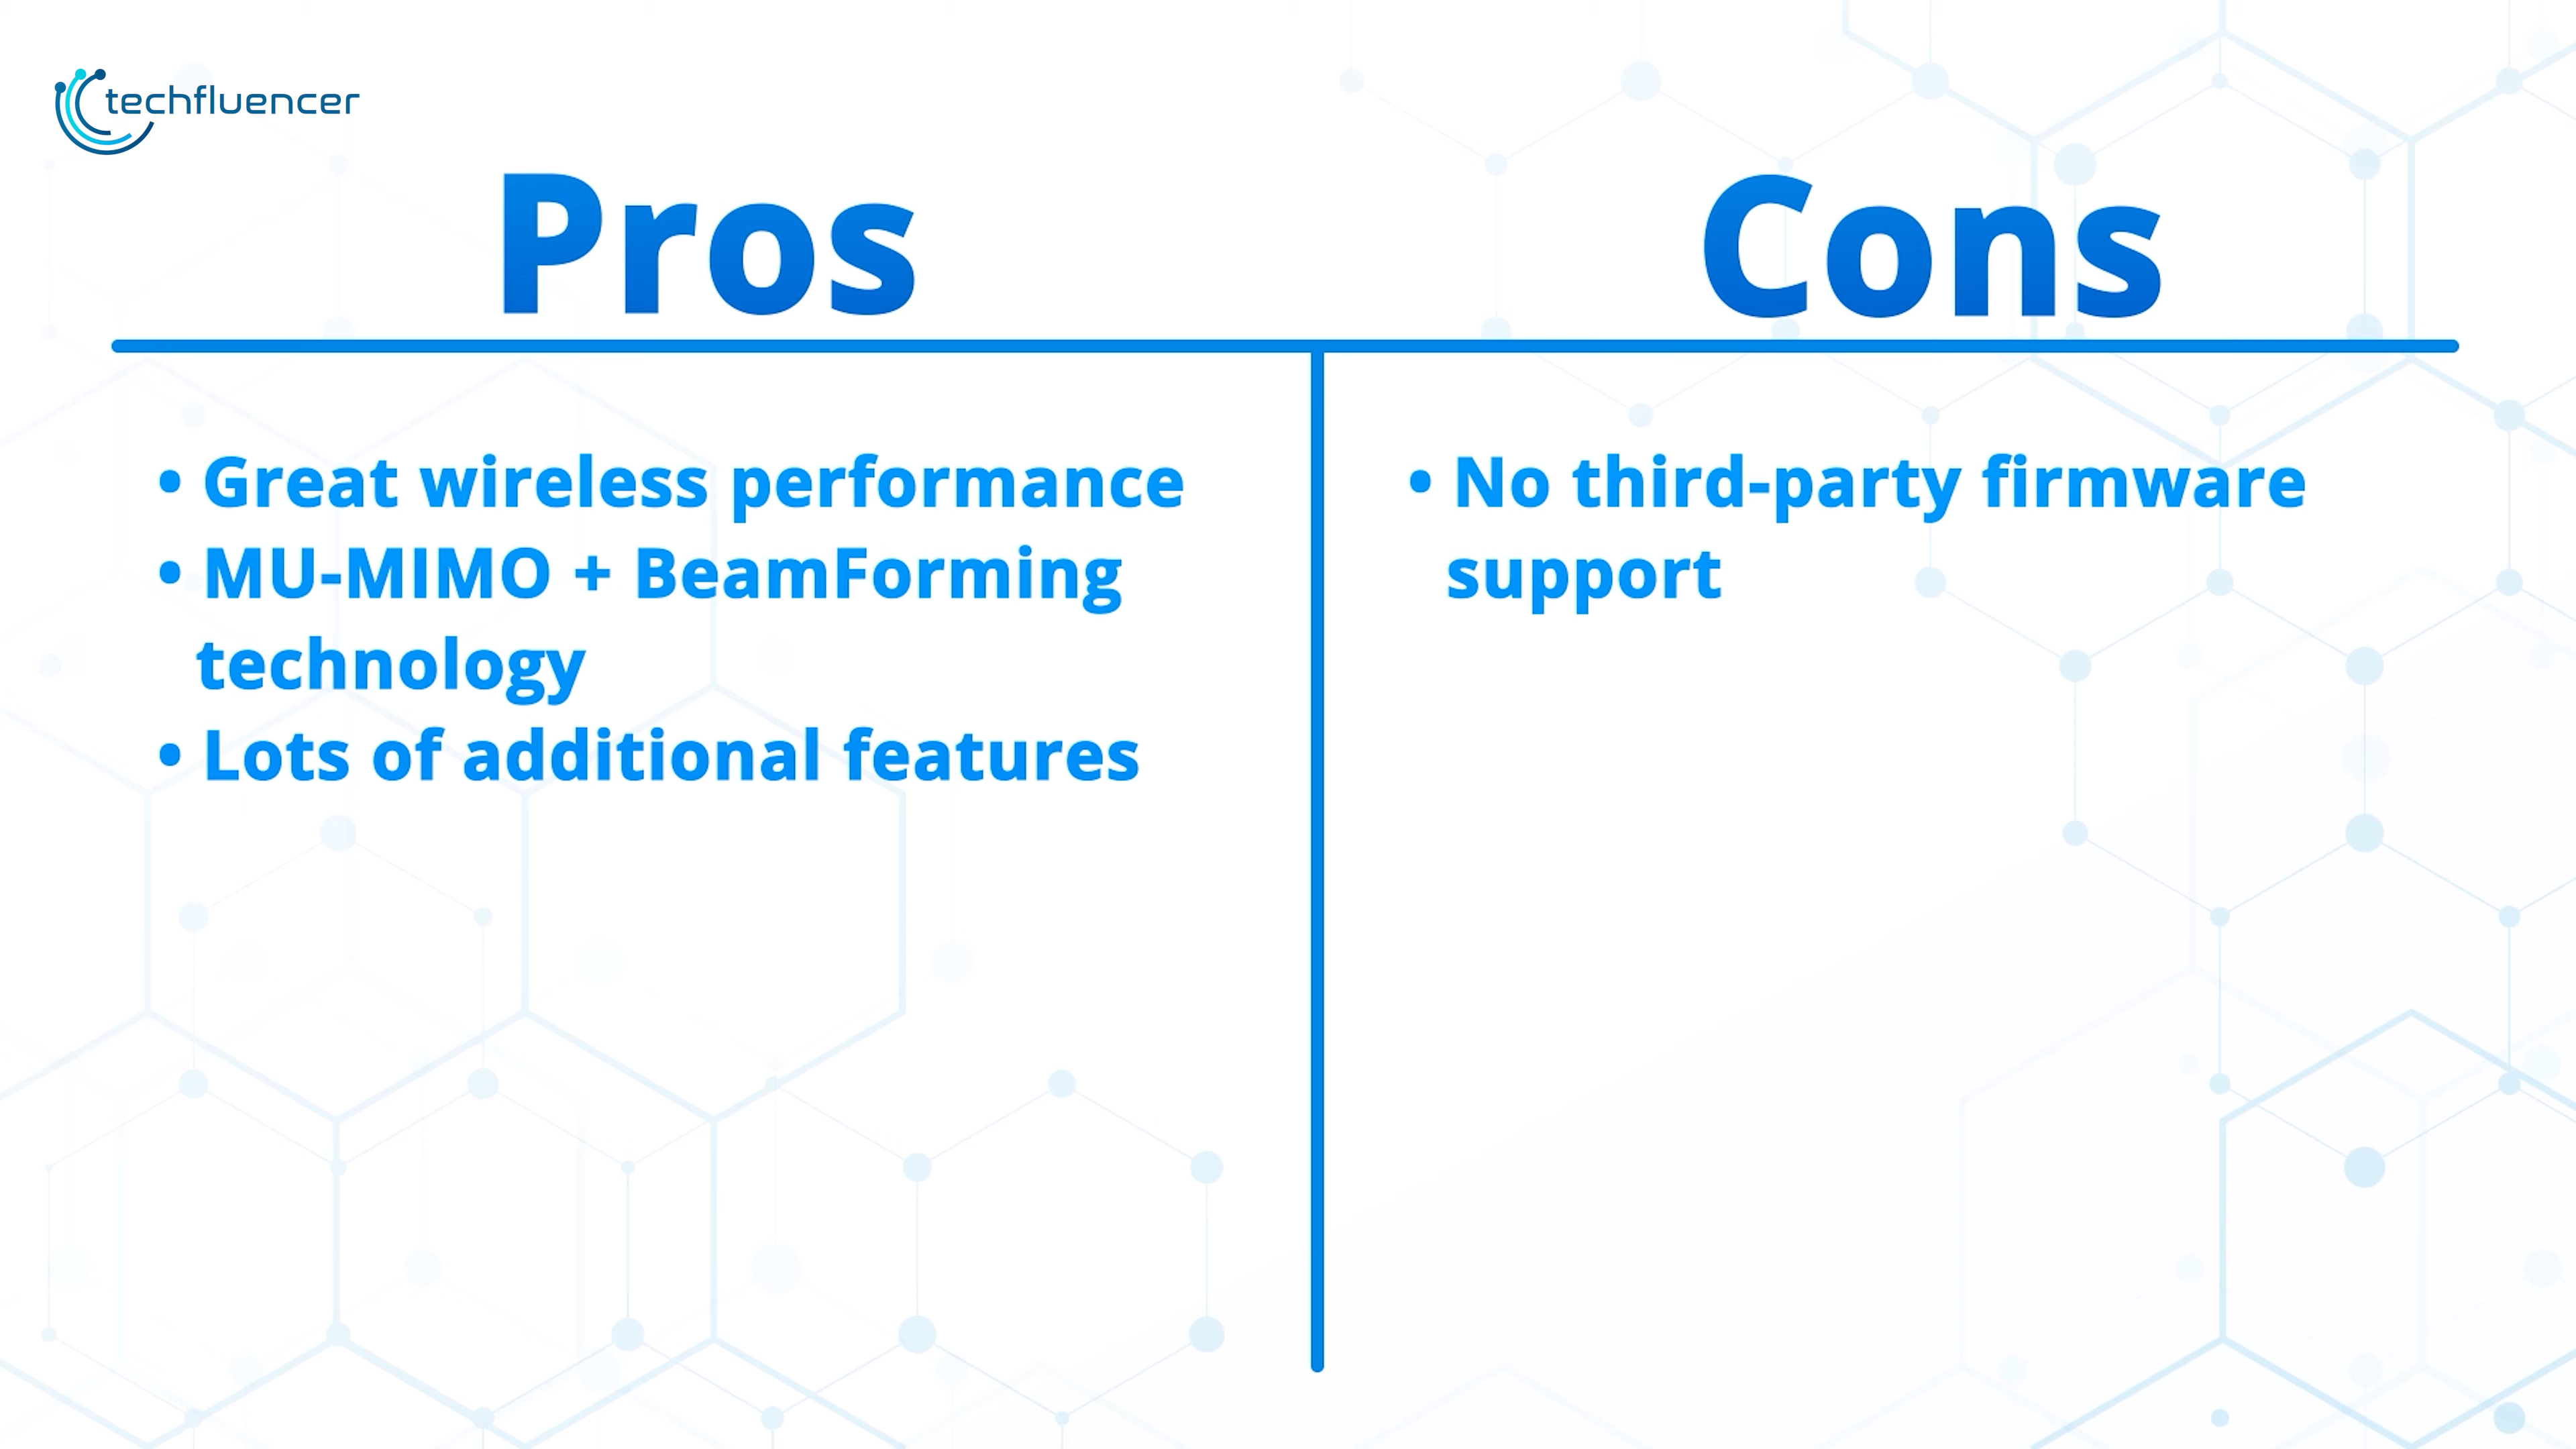 techfluencer
Pros
Cons
• Great wireless performance
• MU-MIMO + BeamForming
technology
• Lots of additional features
• No third-party firmware
support